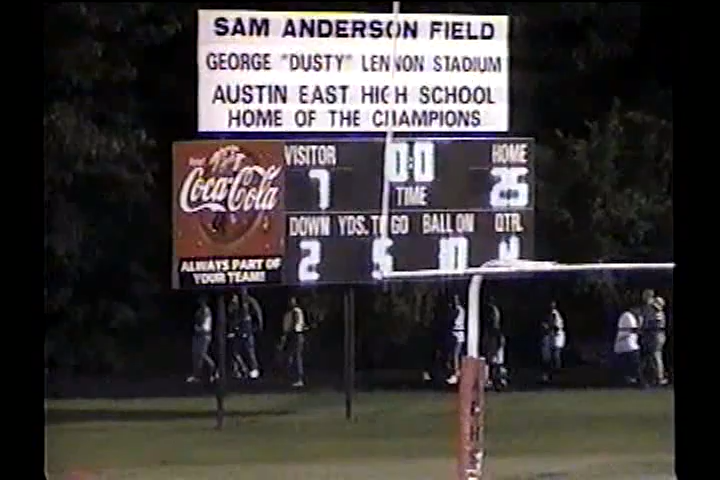 SAM ANDERSON FIELD
GEORGE "DUSTY" LENNON STADIUM
AUSTIN EAST HIGH SCHOOL
HOME OF THE CHAMPIONS
VISITOR 0:0 HOME
7 TIME 26
Coca-Cola
DOWN YDS. TO GO BALL ON QTR.
2 5 10 4
ALWAYS PART OF
YOUR TEAM!